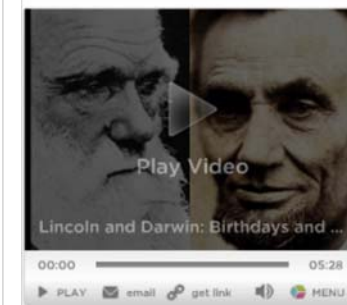 Play Video
Lincoln and Darwin: Birthdays and ...
00:00 05:28
PLAY email get link MENU